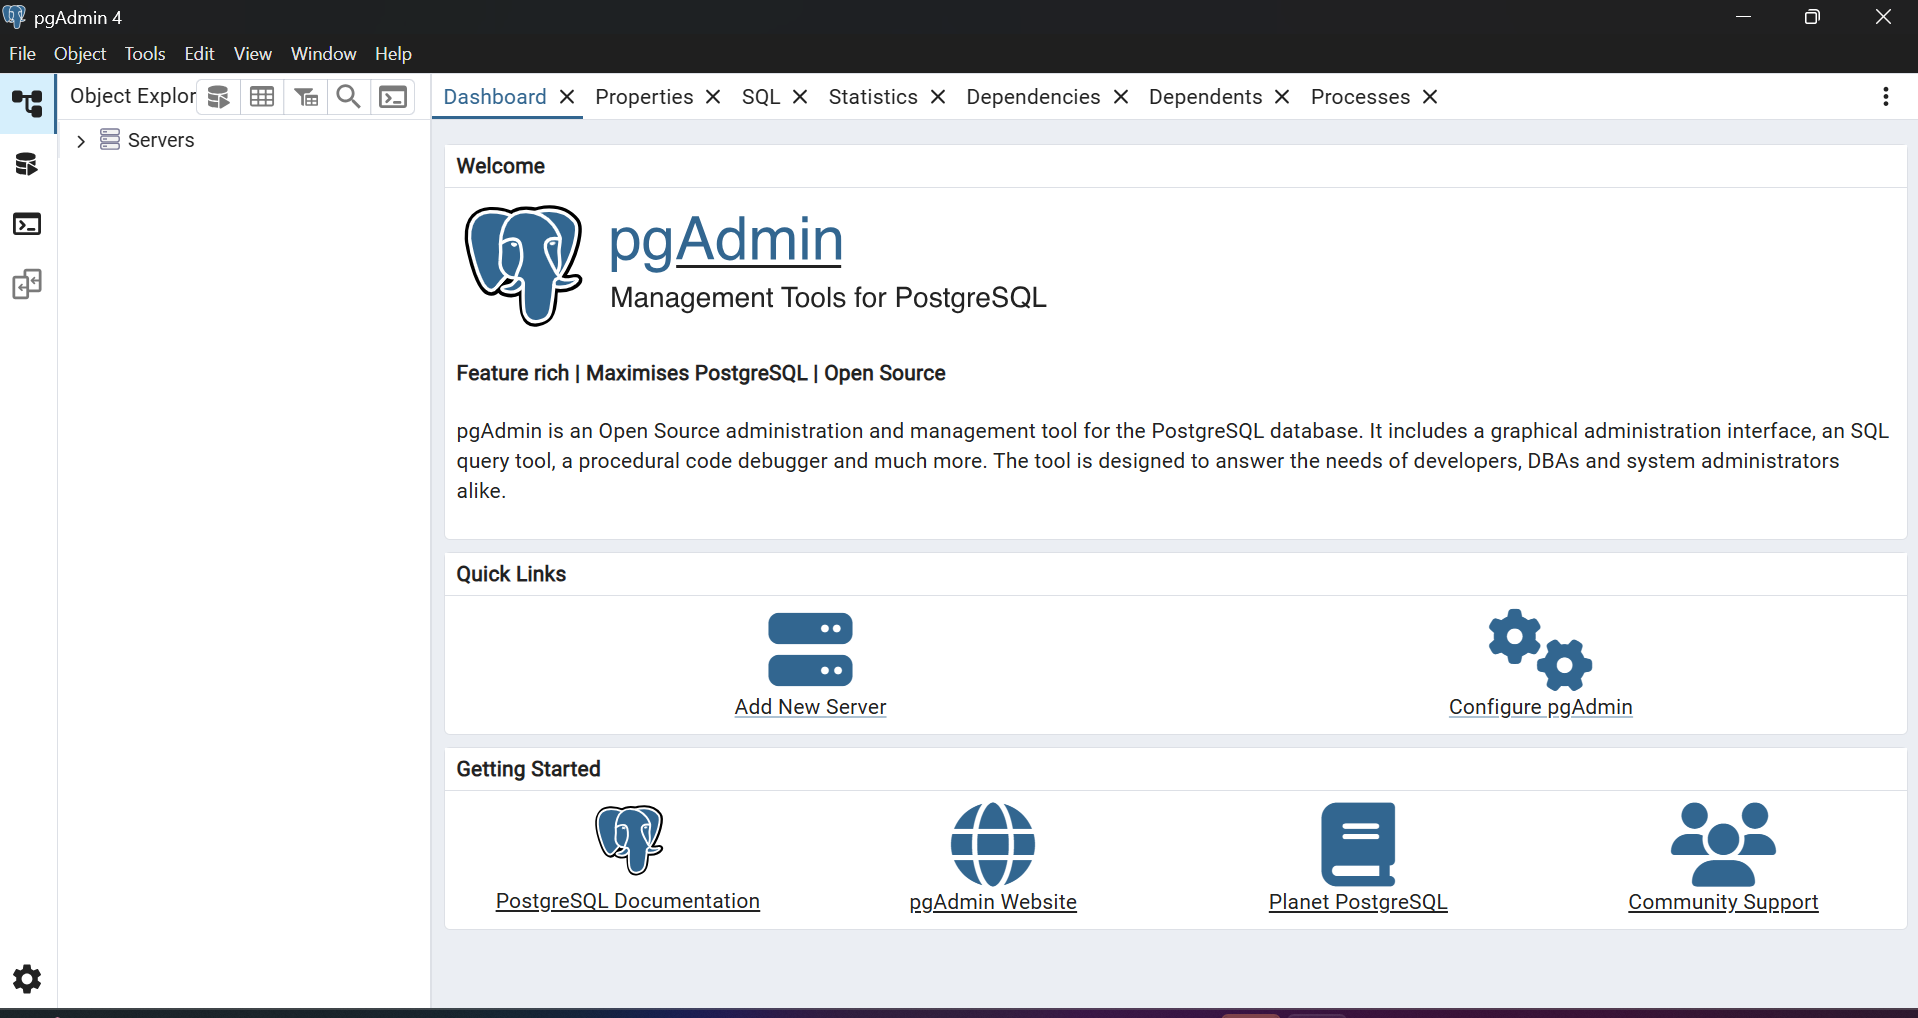 pgAdmin 4
File Object Tools Edit View Window Help
Object Explor
Dashboard Properties SQL Statistics Dependencies Dependents Processes
Servers
Welcome
pgAdmin
Management Tools for PostgreSQL
Feature rich | Maximises PostgreSQL | Open Source
pgAdmin is an Open Source administration and management tool for the PostgreSQL database. It includes a graphical administration interface, an SQL
query tool, a procedural code debugger and much more. The tool is designed to answer the needs of developers, DBAs and system administrators
alike.
Quick Links
Add New Server
Configure pgAdmin
Getting Started
PostgreSQL Documentation
pgAdmin Website
Planet PostgreSQL
Community Support